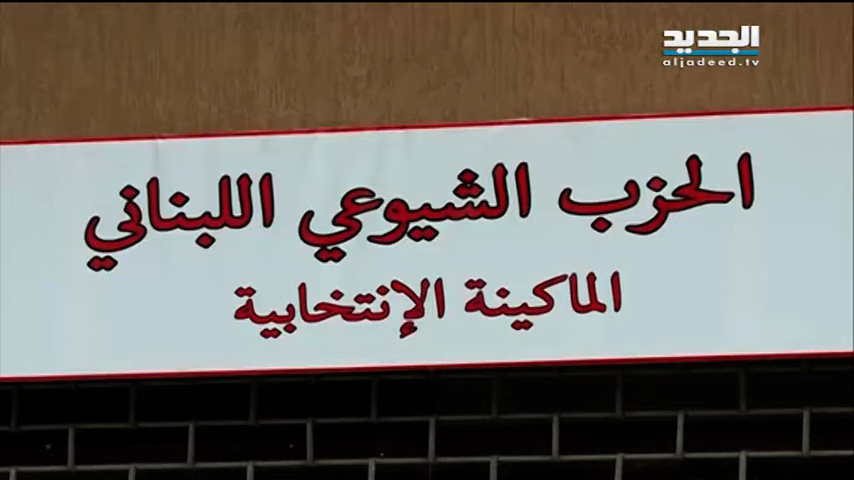 الجديد
aljadeed.tv
الحزب الشيوعي اللبناني
الماكينة الإنتخابية